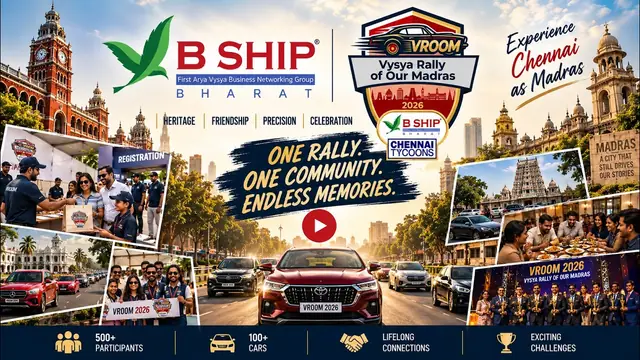 B SHIP®
First Arya Vysya Business Networking Group
BHARAT
VROOM
Vysya Rally
of Our Madras
2026
B SHIP
BHARAT
CHENNAI
TYCOONS
Experience
Chennai
as Madras
HERITAGE | FRIENDSHIP | PRECISION | CELEBRATION
ONE RALLY.
ONE COMMUNITY.
ENDLESS MEMORIES.
REGISTRATION
MADRAS
A CITY THAT
STILL DRIVES
OUR STORIES.
VROOM 2026
VROOM 2026
VROOM 2026
VYSYA RALLY OF OUR MADRAS
500+
PARTICIPANTS
100+
CARS
LIFELONG
CONNECTIONS
EXCITING
CHALLENGES